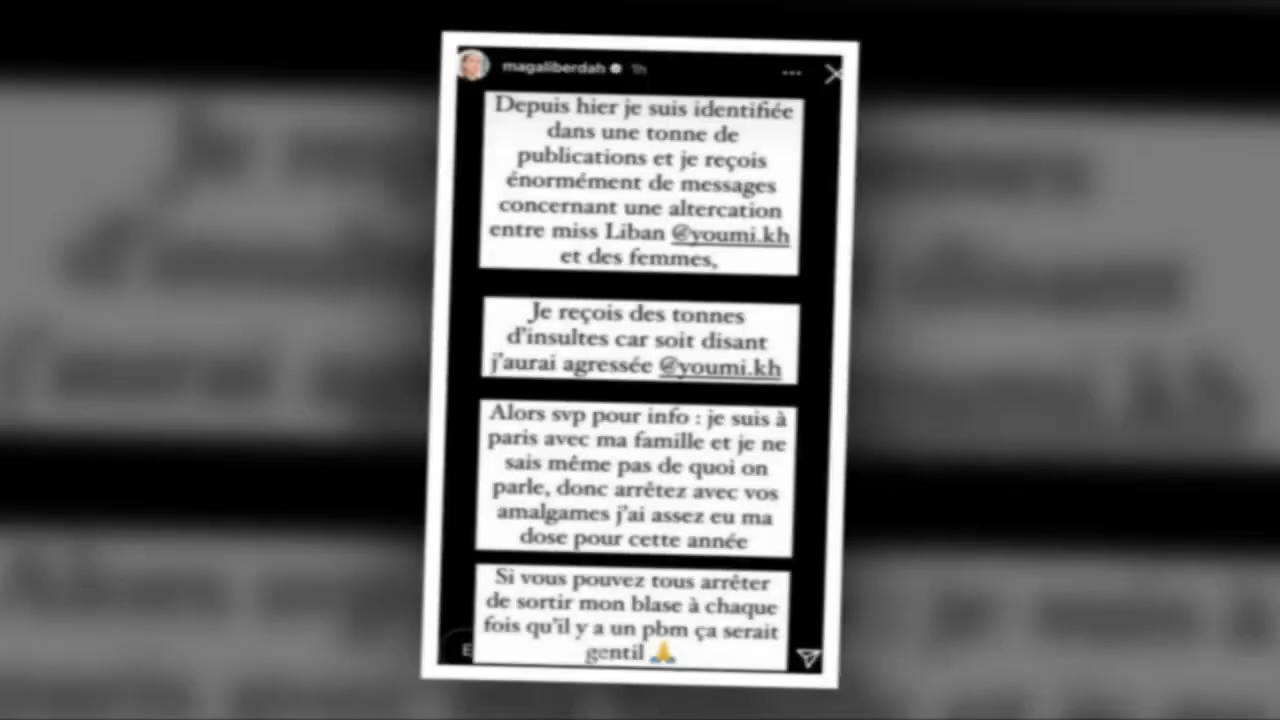 magaliberdah 1h
Depuis hier je suis identifiée
dans une tonne de
publications et je reçois
énormément de messages
concernant une altercation
entre miss Liban @youmi.kh
et des femmes,
Je reçois des tonnes
d'insultes car soit disant
j'aurai agressée @youmi.kh
Alors svp pour info : je suis à
paris avec ma famille et je ne
sais même pas de quoi on
parle, donc arrêtez avec vos
amalgames j'ai assez eu ma
dose pour cette année
Si vous pouvez tous arrêter
de sortir mon blase à chaque
fois qu'il y a un pbm ça serait
gentil 🙏
E